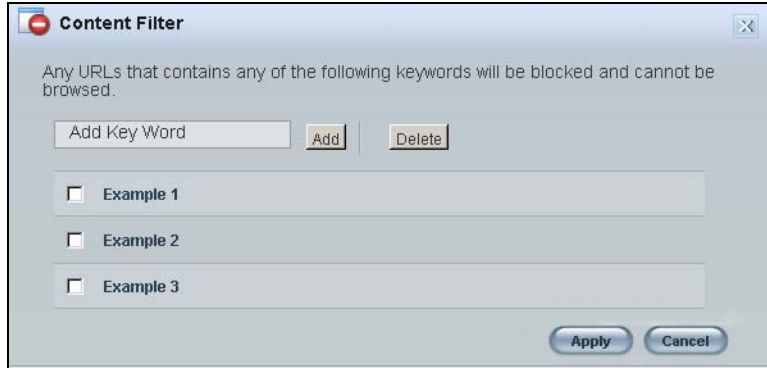 Content Filter
Any URLs that contains any of the following keywords will be blocked and cannot be
browsed.
Add Key Word Add Delete
Example 1
Example 2
Example 3
Apply Cancel